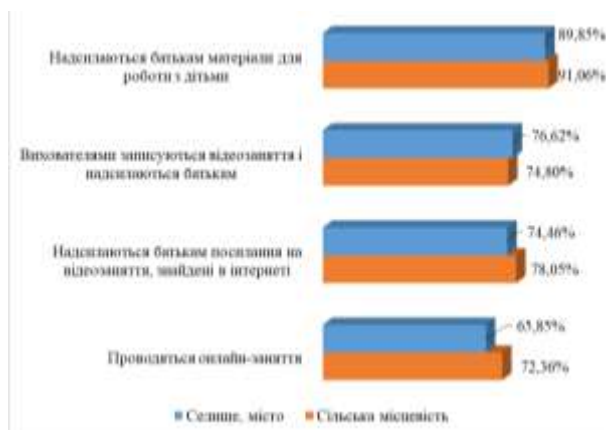 Надсилаються батькам матеріали для
роботи з дітьми
89,85%
91,06%
Вихователями записуються відеозаняття і
надсилаються батькам
76,62%
74,80%
Надсилаються батькам посилання на
відеозаняття, знайдені в інтернеті
74,46%
78,05%
Проводяться онлайн-заняття
65,85%
72,36%
Селище, місто
Сільська місцевість